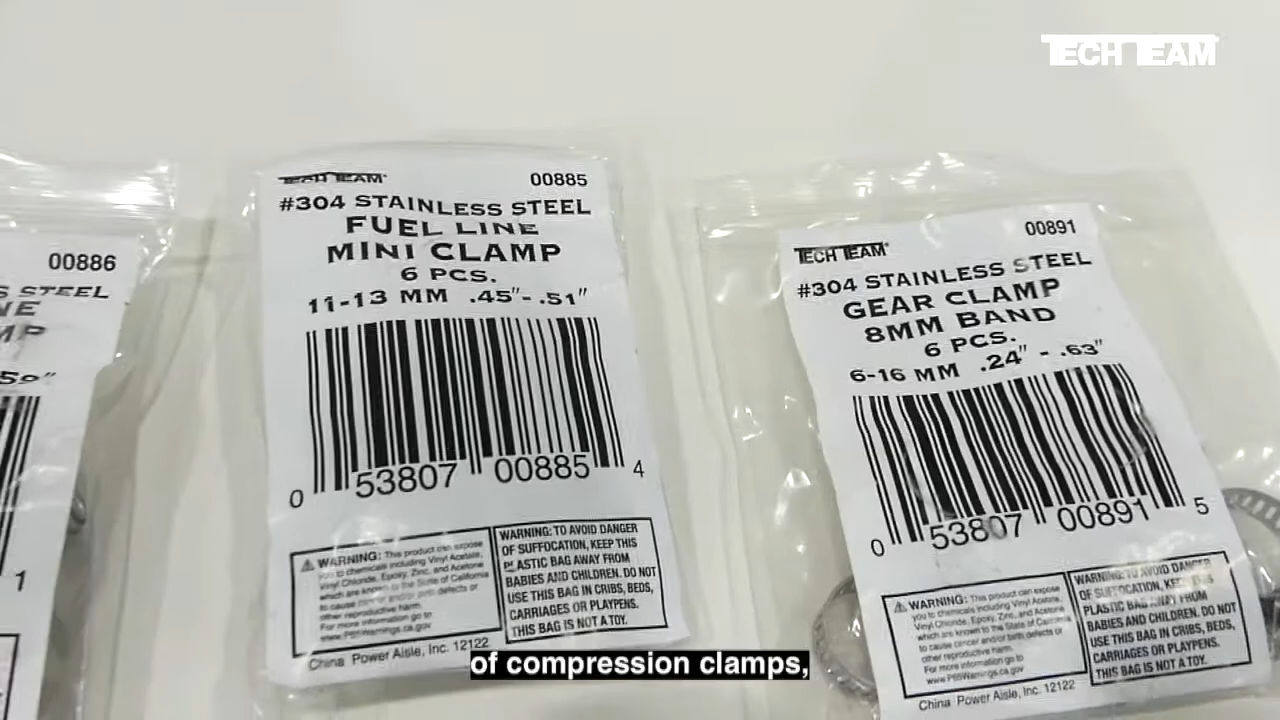 TECH TEAM
00886
S STEEL
NE
MP
.59"
1
TECH TEAM
00885
#304 STAINLESS STEEL
FUEL LINE
MINI CLAMP
6 PCS.
11-13 MM .45"-.51"
0 53807 00885 4
WARNING: This product can expose
you to chemicals including Vinyl Acetate,
Vinyl Chloride, Epoxy, Zinc, and Acetone
which are known to the State of California
to cause cancer and/or birth defects or
other reproductive harm.
For more information go to
www.P65Warnings.ca.gov
WARNING: TO AVOID DANGER
OF SUFFOCATION, KEEP THIS
PLASTIC BAG AWAY FROM
BABIES AND CHILDREN. DO NOT
USE THIS BAG IN CRIBS, BEDS,
CARRIAGES OR PLAYPENS.
THIS BAG IS NOT A TOY.
China Power Aisle, Inc. 12122
TECH TEAM
00891
#304 STAINLESS STEEL
GEAR CLAMP
8MM BAND
6 PCS.
6-16 MM .24" - .63"
0 53807 00891 5
WARNING: This product can expose
you to chemicals including Vinyl Acetate,
Vinyl Chloride, Epoxy, Zinc, and Acetone
which are known to the State of California
to cause cancer and/or birth defects or
other reproductive harm.
For more information go to
www.P65Warnings.ca.gov
WARNING: TO AVOID DANGER
OF SUFFOCATION, KEEP THIS
PLASTIC BAG AWAY FROM
BABIES AND CHILDREN. DO NOT
USE THIS BAG IN CRIBS, BEDS,
CARRIAGES OR PLAYPENS.
THIS BAG IS NOT A TOY.
China Power Aisle, Inc. 12122
of compression clamps,